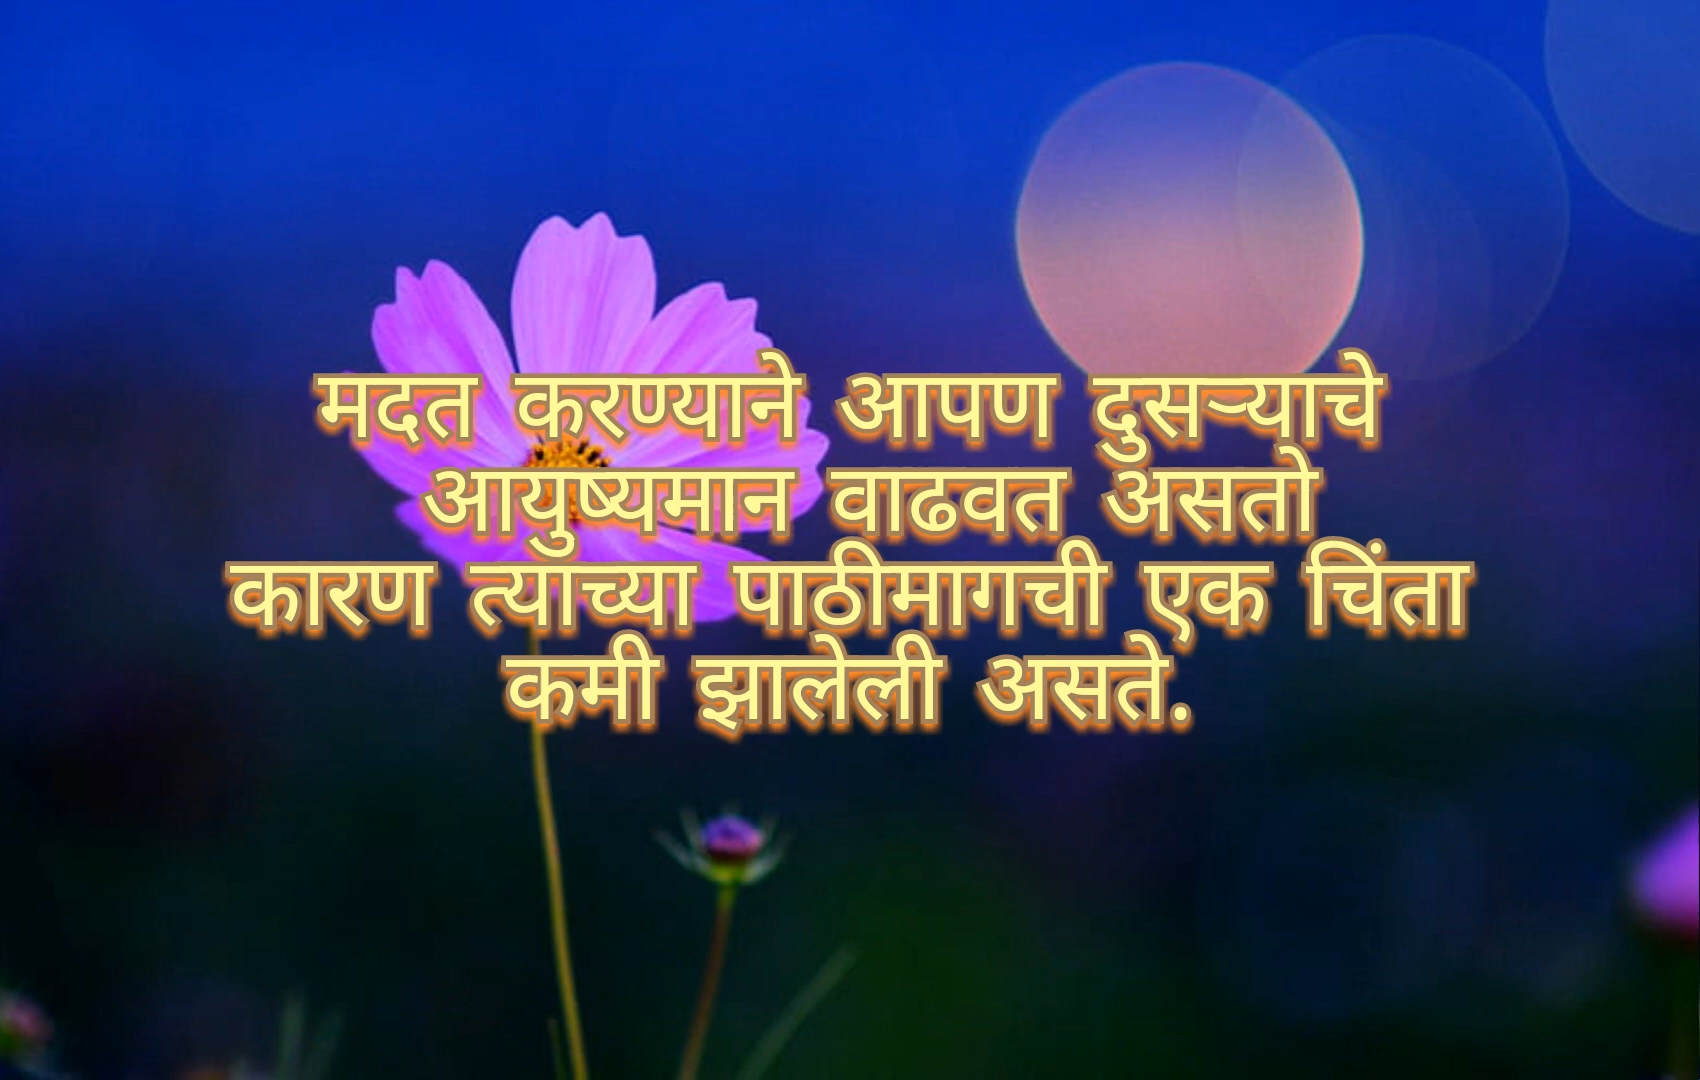 मदत करण्याने आपण दुसऱ्याचे
आयुष्यमान वाढवत असतो
कारण त्याच्या पाठीमागची एक चिंता
कमी झालेली असते.